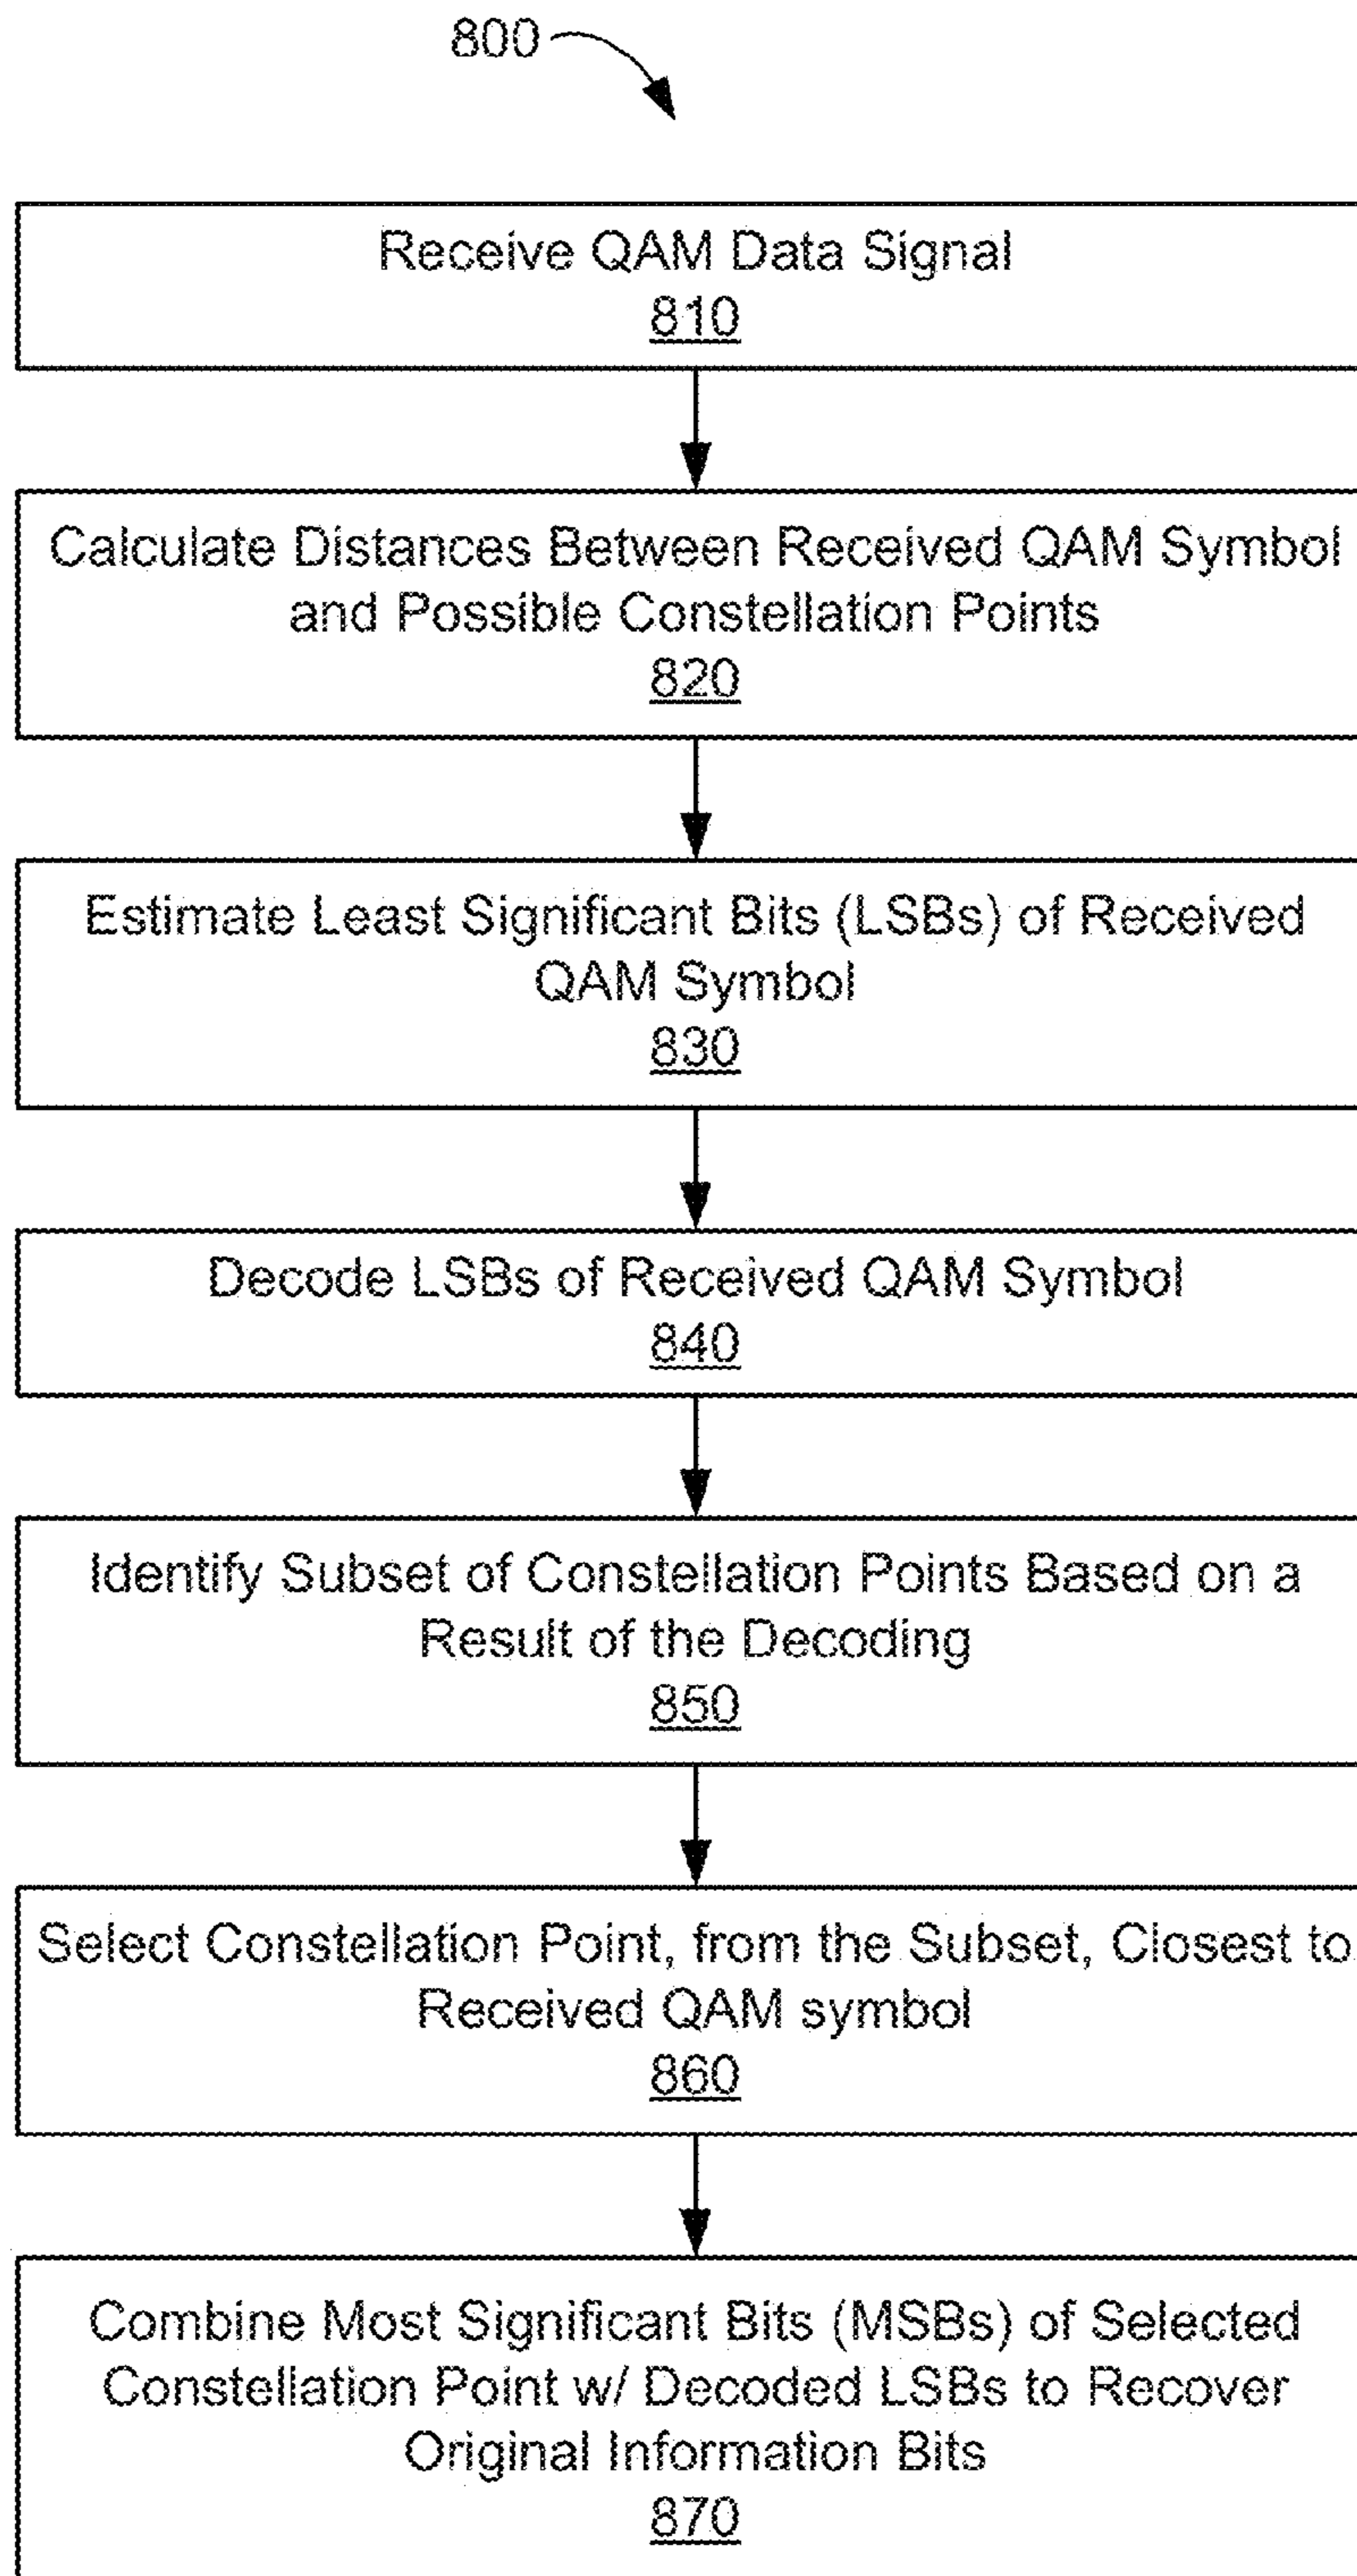 800
Receive QAM Data Signal
810
Calculate Distances Between Received QAM Symbol
and Possible Constellation Points
820
Estimate Least Significant Bits (LSBs) of Received
QAM Symbol
830
Decode LSBs of Received QAM Symbol
840
Identify Subset of Constellation Points Based on a
Result of the Decoding
850
Select Constellation Point, from the Subset, Closest to
Received QAM symbol
860
Combine Most Significant Bits (MSBs) of Selected
Constellation Point w/ Decoded LSBs to Recover
Original Information Bits
870